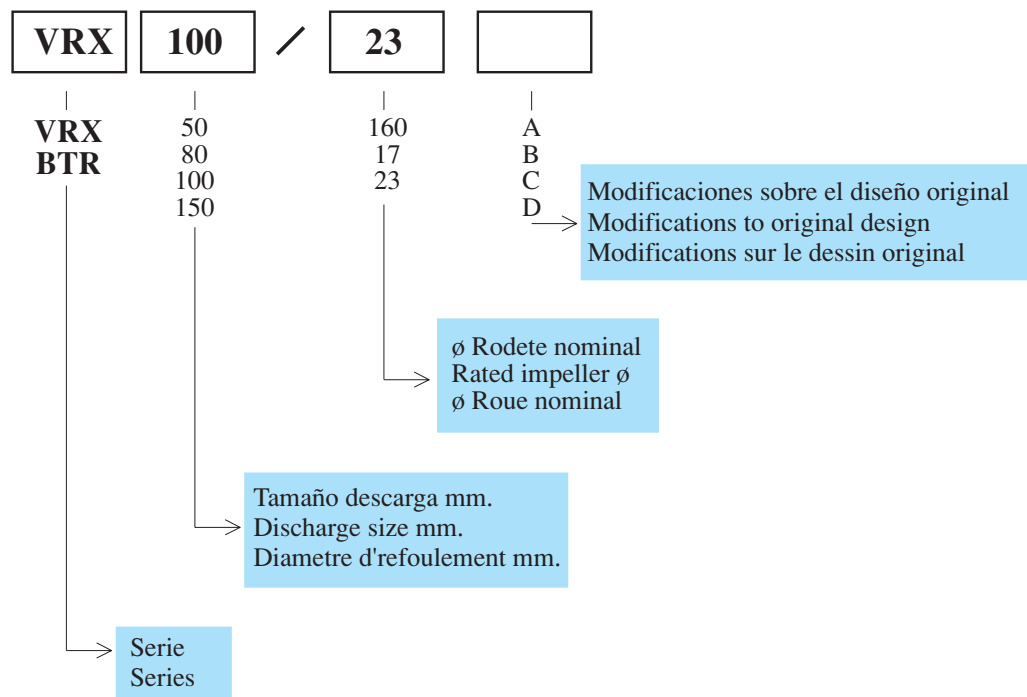 VRX 100 / 23
VRX
BTR
50
80
100
150
160
17
23
A
B
C
D
Modificaciones sobre el diseño original
Modifications to original design
Modifications sur le dessin original
ø Rodete nominal
Rated impeller ø
ø Roue nominal
Tamaño descarga mm.
Discharge size mm.
Diametre d'refoulement mm.
Serie
Series